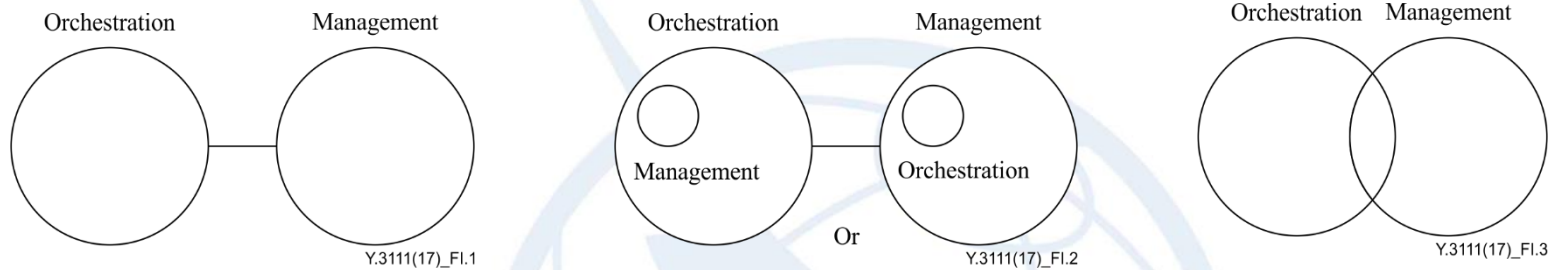 Orchestration Management
Y.3111(17)_FI.1
Orchestration Management
Management Orchestration
Or
Y.3111(17)_FI.2
Orchestration Management
Y.3111(17)_FI.3